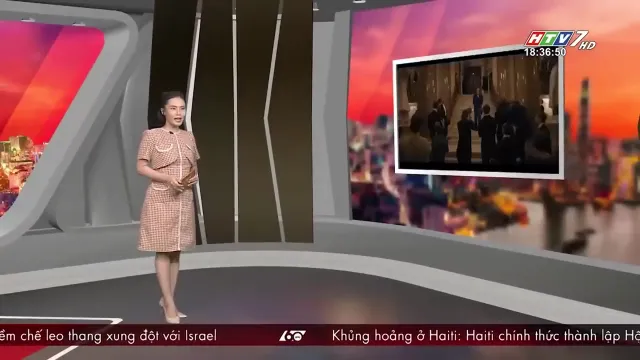 HTV7 HD
18:36:50
ềm chế leo thang xung đột với Israel
60
Khủng hoảng ở Haiti: Haiti chính thức thành lập Hộ